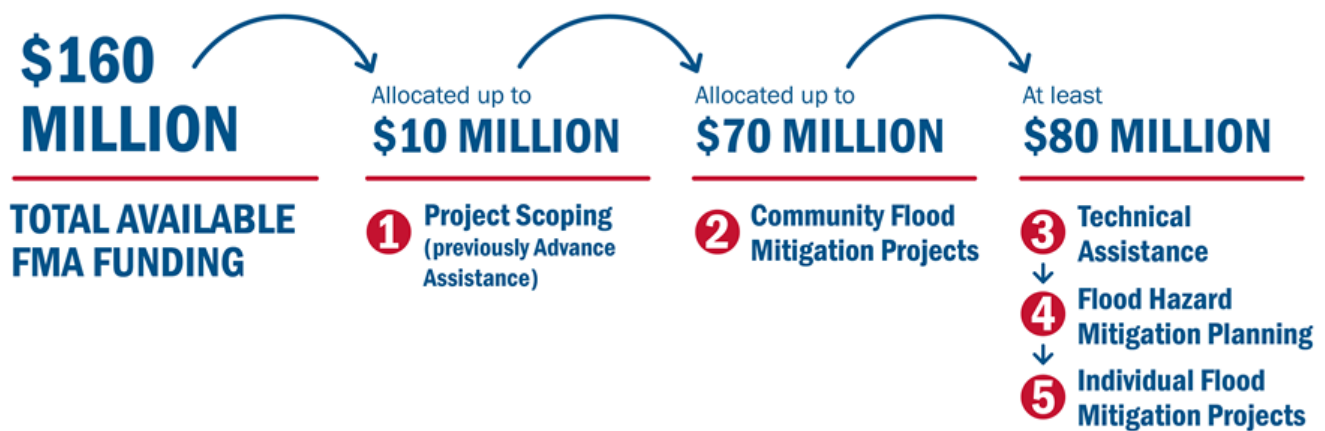 $160
MILLION
TOTAL AVAILABLE
FMA FUNDING
Allocated up to
$10 MILLION
1
Project Scoping
(previously Advance
Assistance)
Allocated up to
$70 MILLION
2
Community Flood
Mitigation Projects
At least
$80 MILLION
3
Technical
Assistance
4
Flood Hazard
Mitigation Planning
5
Individual Flood
Mitigation Projects